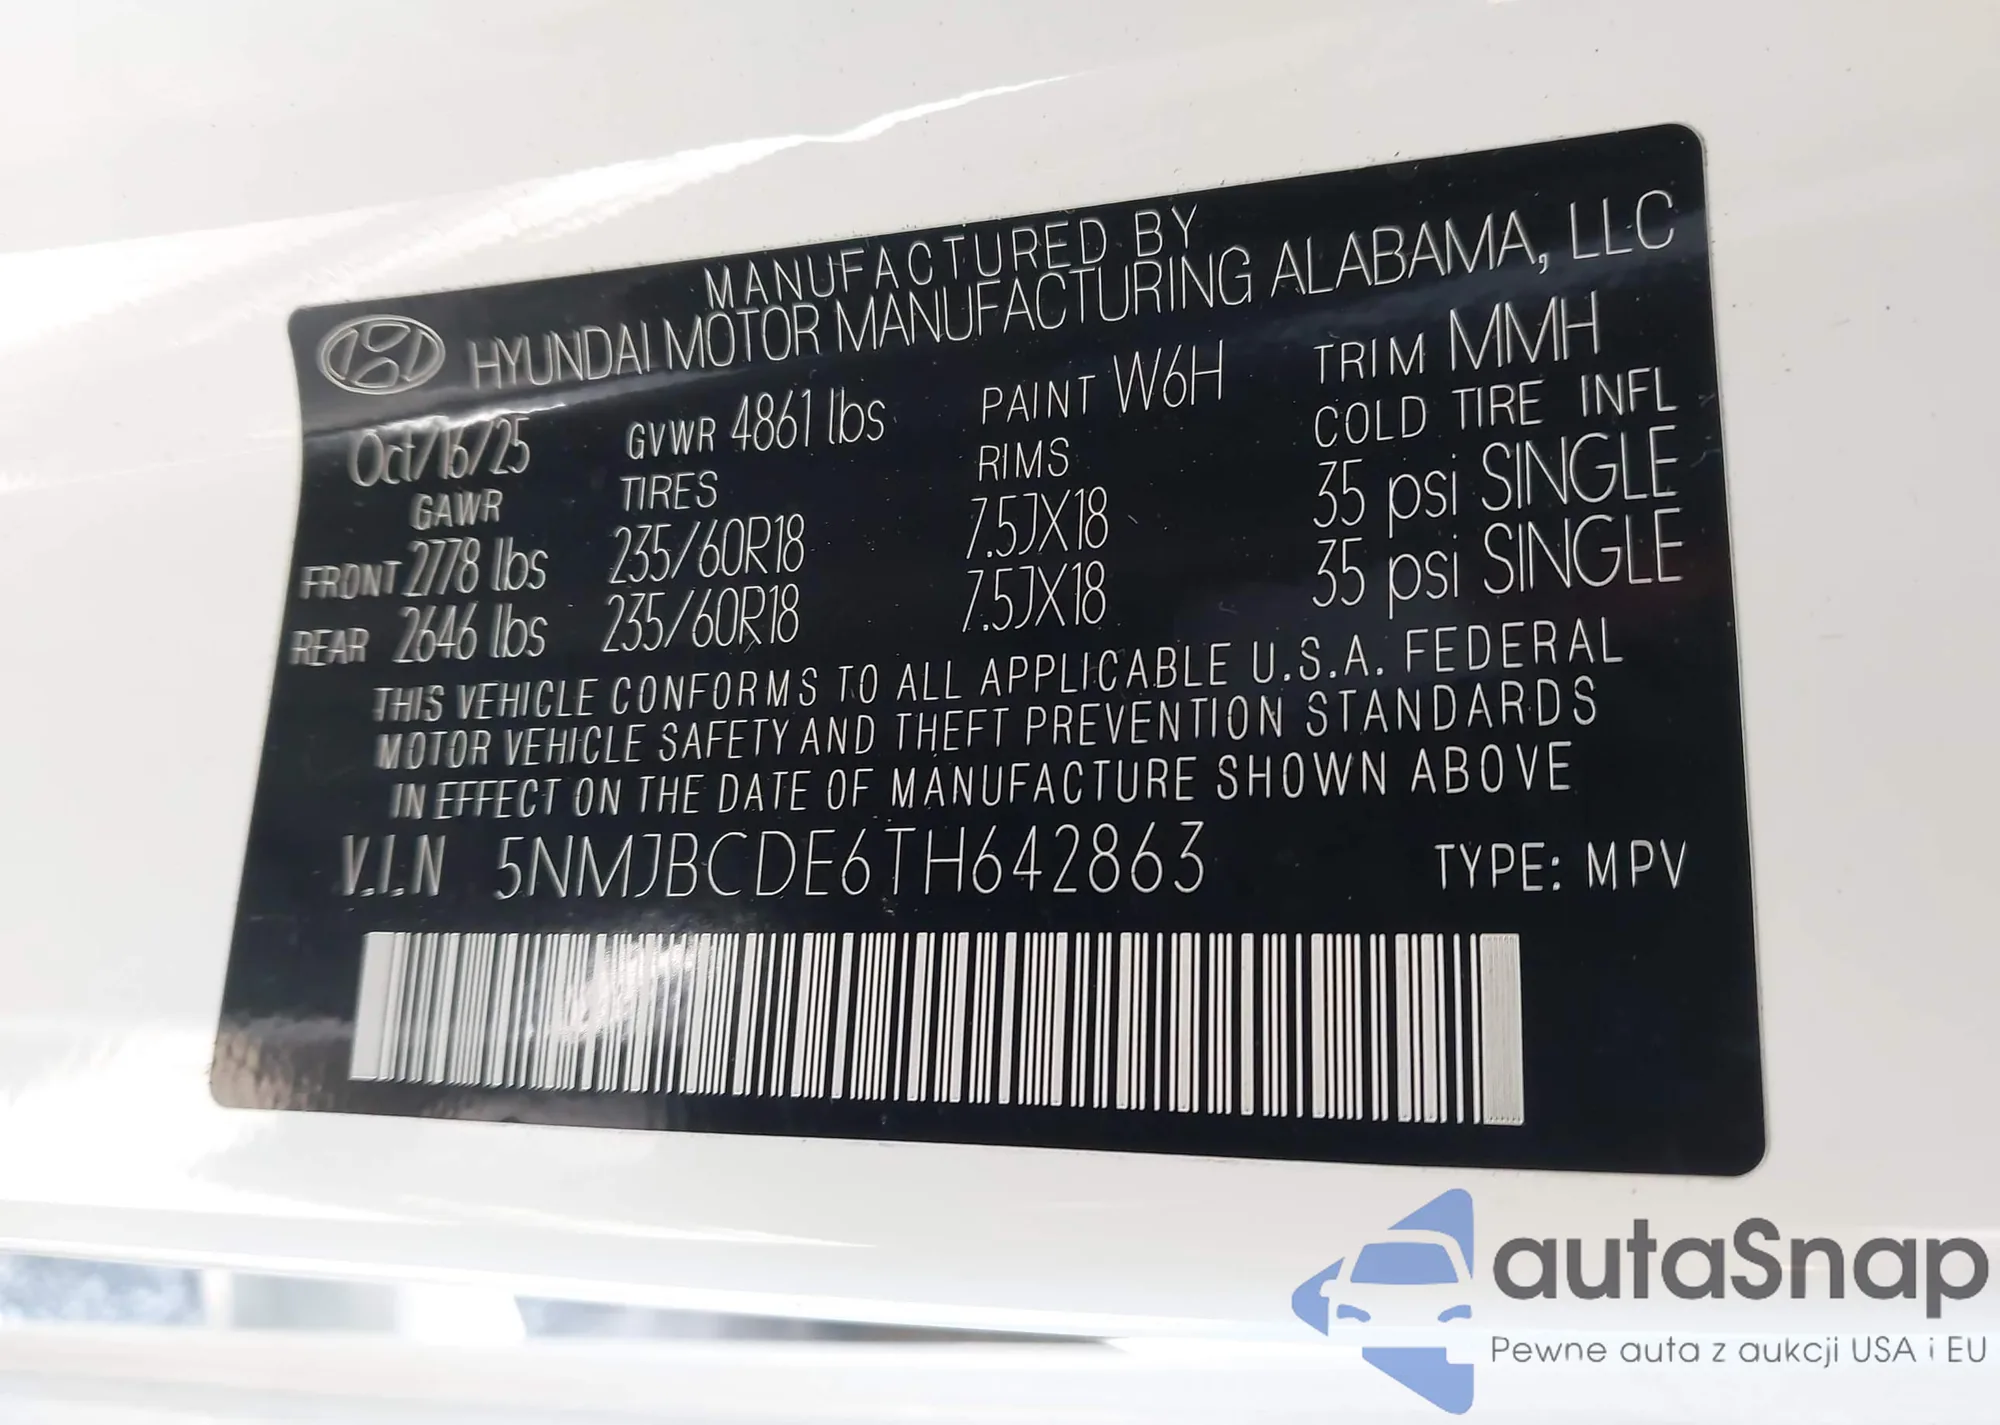 MANUFACTURED BY
HYUNDAI MOTOR MANUFACTURING ALABAMA, LLC
Oct/16/25 GVWR 4861 lbs PAINT W6H TRIM MMH
GAWR TIRES RIMS COLD TIRE INFL
FRONT 2778 lbs 235/60R18 7.5JX18 35 psi SINGLE
REAR 2646 lbs 235/60R18 7.5JX18 35 psi SINGLE
THIS VEHICLE CONFORMS TO ALL APPLICABLE U.S.A. FEDERAL
MOTOR VEHICLE SAFETY AND THEFT PREVENTION STANDARDS
IN EFFECT ON THE DATE OF MANUFACTURE SHOWN ABOVE
V.I.N 5NMJBCDE6TH642863 TYPE: MPV
autaSnap
Pewne auta z aukcji USA i EU